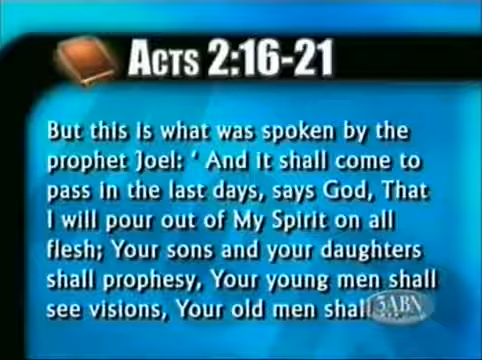 Acts 2:16-21
But this is what was spoken by the
prophet Joel: ‘ And it shall come to
pass in the last days, says God, That
I will pour out of My Spirit on all
flesh; Your sons and your daughters
shall prophesy, Your young men shall
see visions, Your old men shal
3ABN